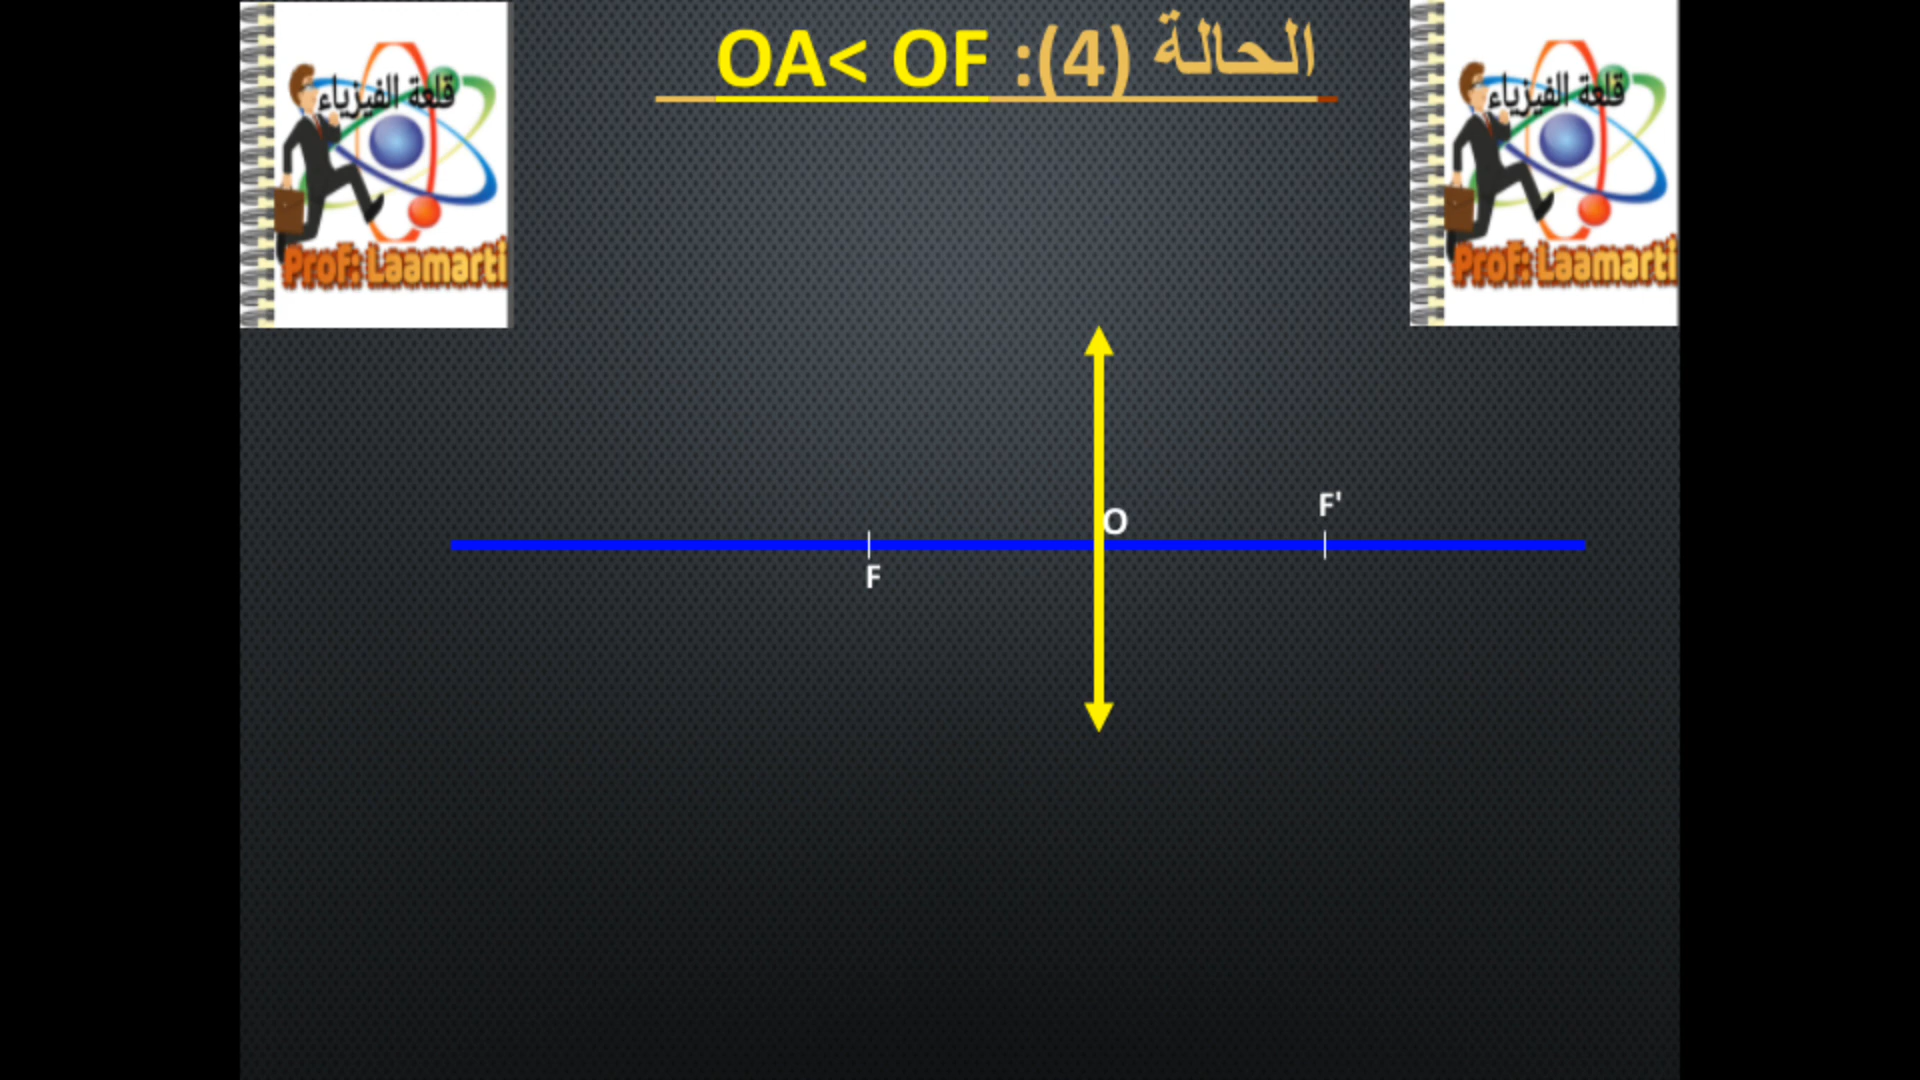 الحالة (4): OA< OF
قلعة الفيزياء
Prof: Laamarti
قلعة الفيزياء
Prof: Laamarti
F'
O
F